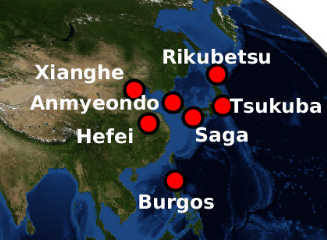 Rikubetsu
Xianghe
Anmyeondo
Tsukuba
Hefei
Saga
Burgos